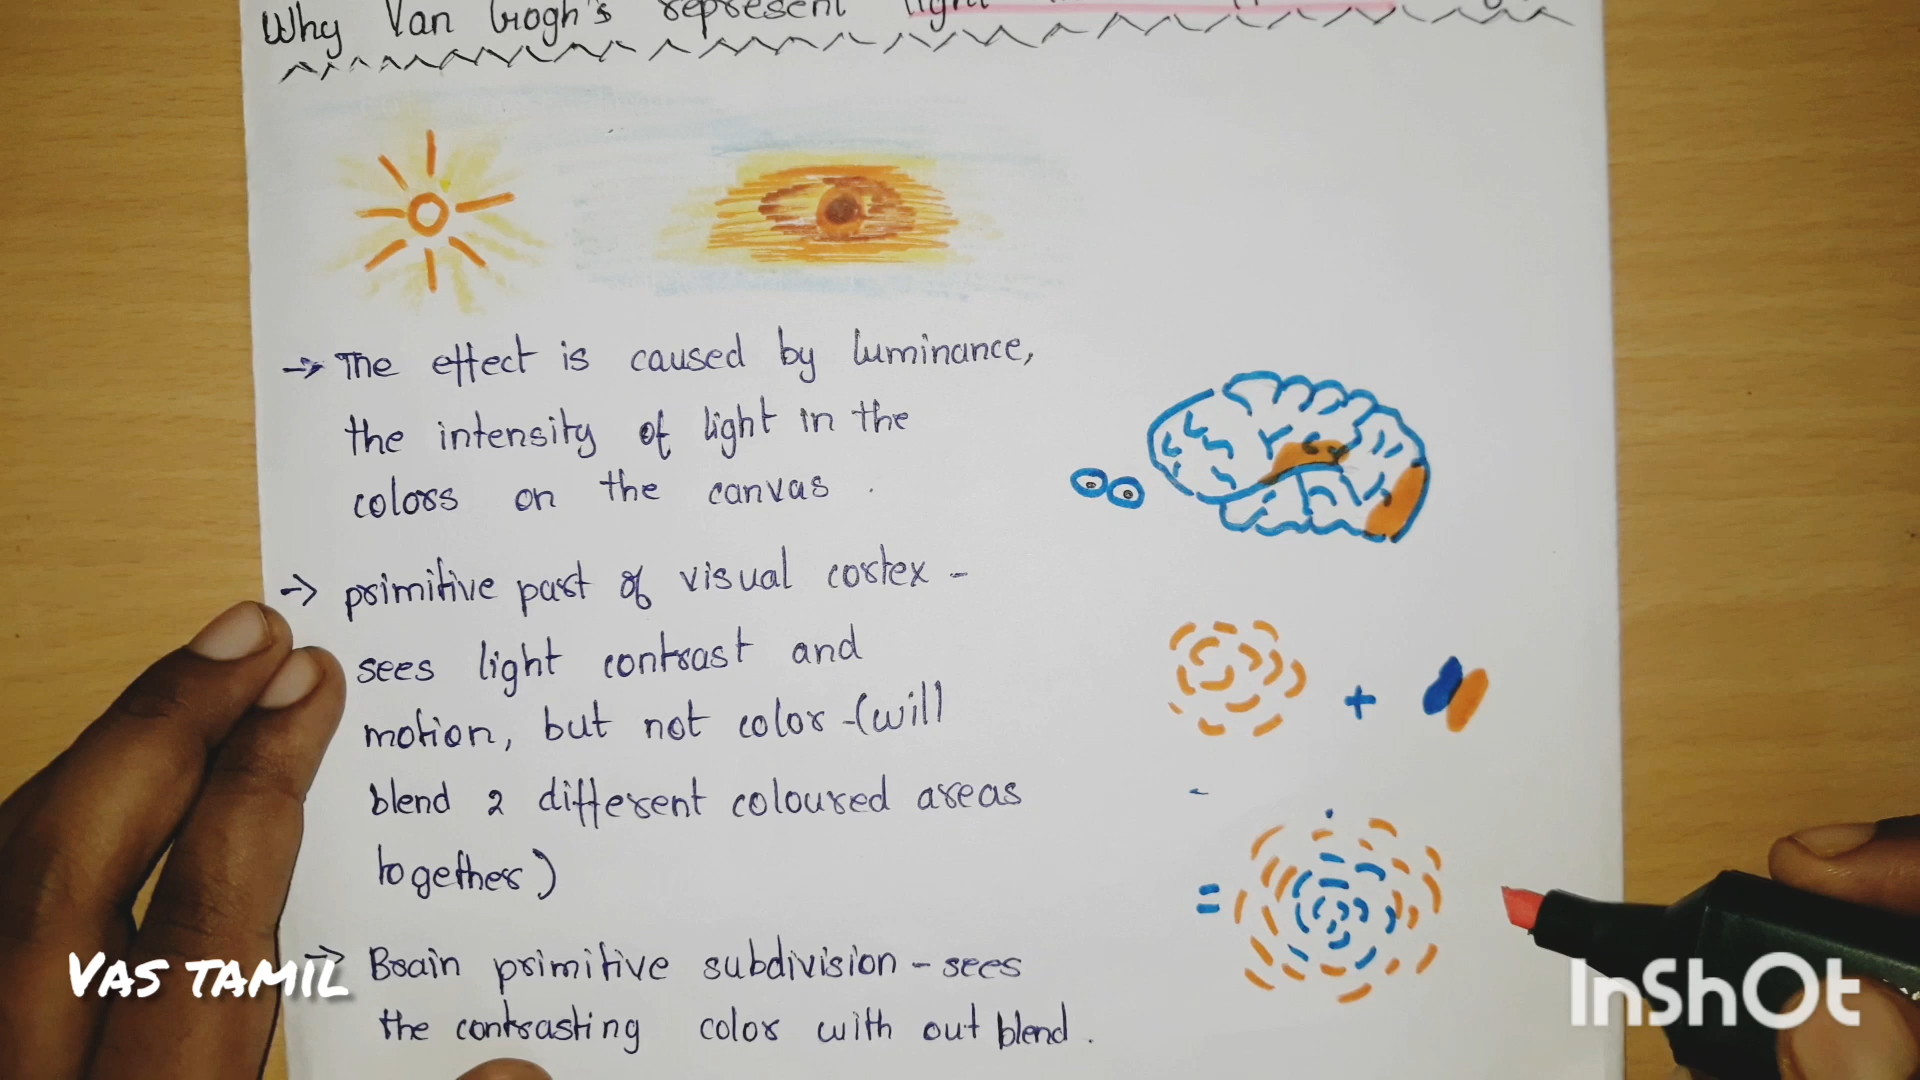 Why Van Gogh's represent light
→ The effect is caused by luminance,
the intensity of light in the
colors on the canvas.
→ primitive part of visual cortex -
sees light contrast and
motion, but not color - (will
blend 2 different coloured areas
together)
+
=
→ Brain primitive subdivision - sees
the contrasting color with out blend.
VAS TAMIL
InShOt